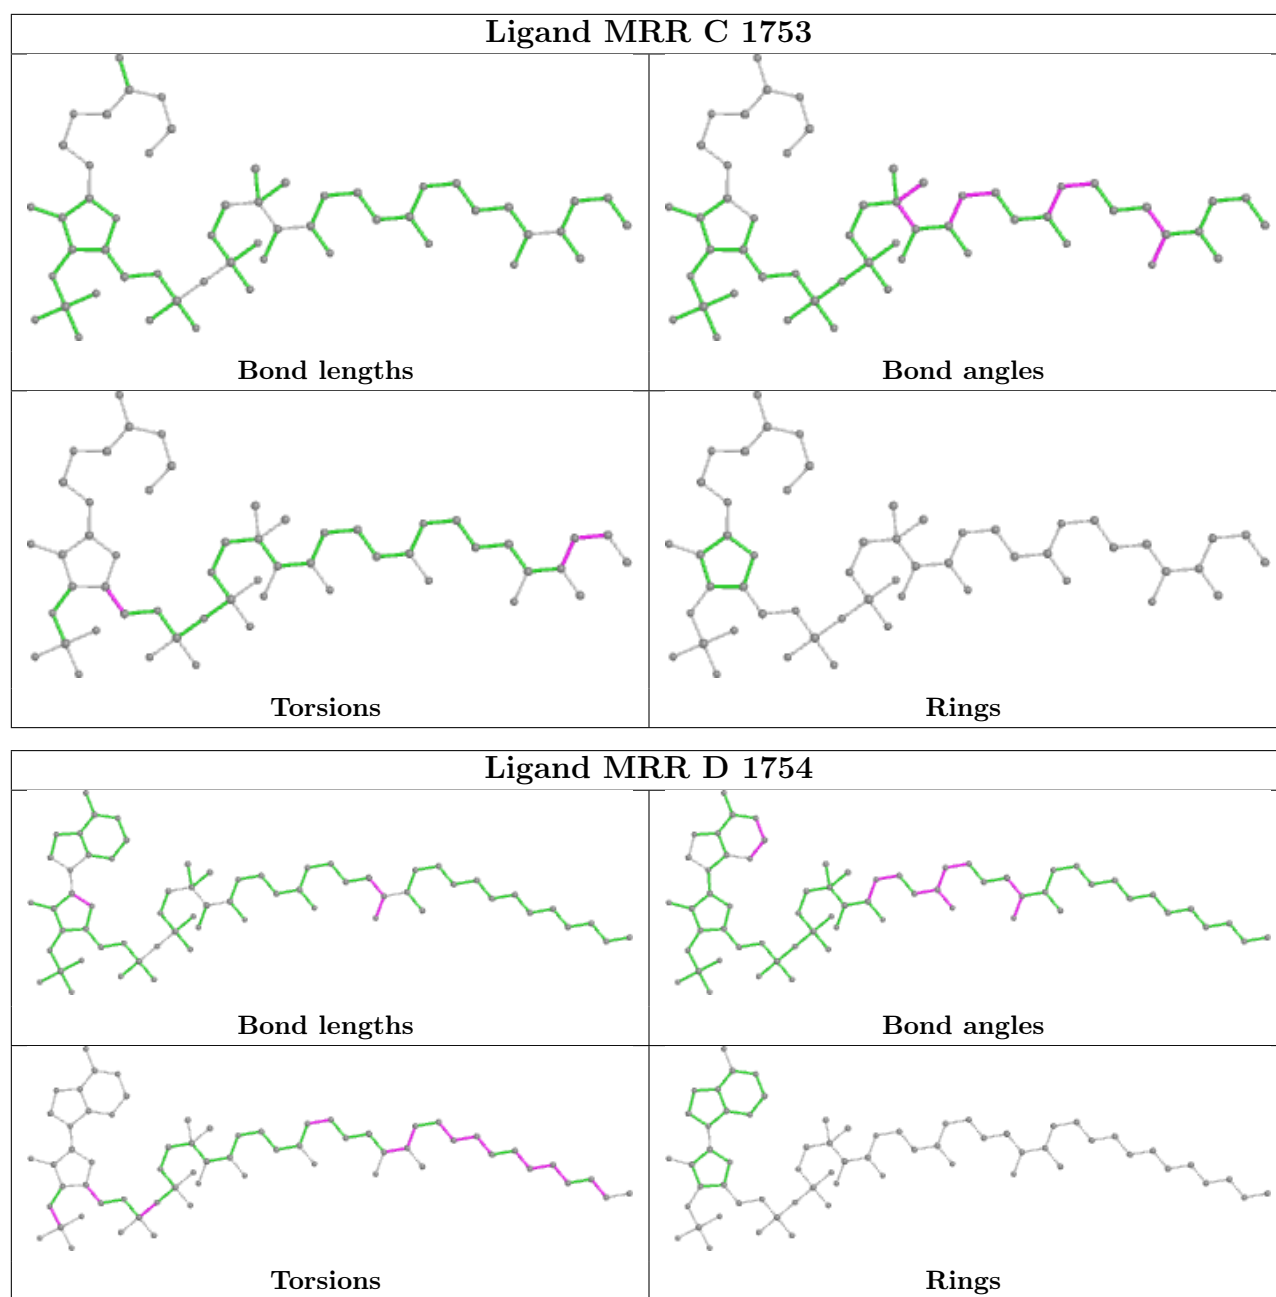 Ligand MRR C 1753
Bond lengths
Bond angles
Torsions
Rings
Ligand MRR D 1754
Bond lengths
Bond angles
Torsions
Rings